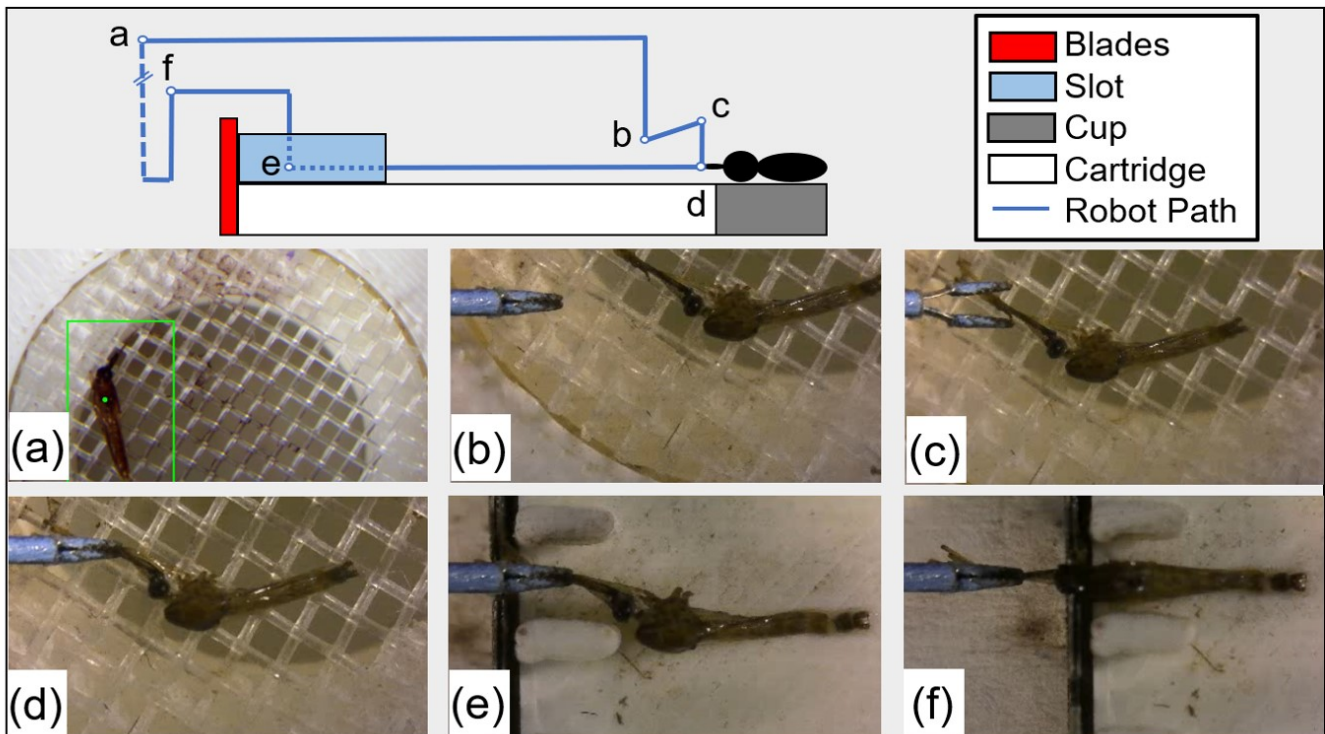 a
f
c
b
e
d
Blades
Slot
Cup
Cartridge
Robot Path
(a)
(b)
(c)
(d)
(e)
(f)